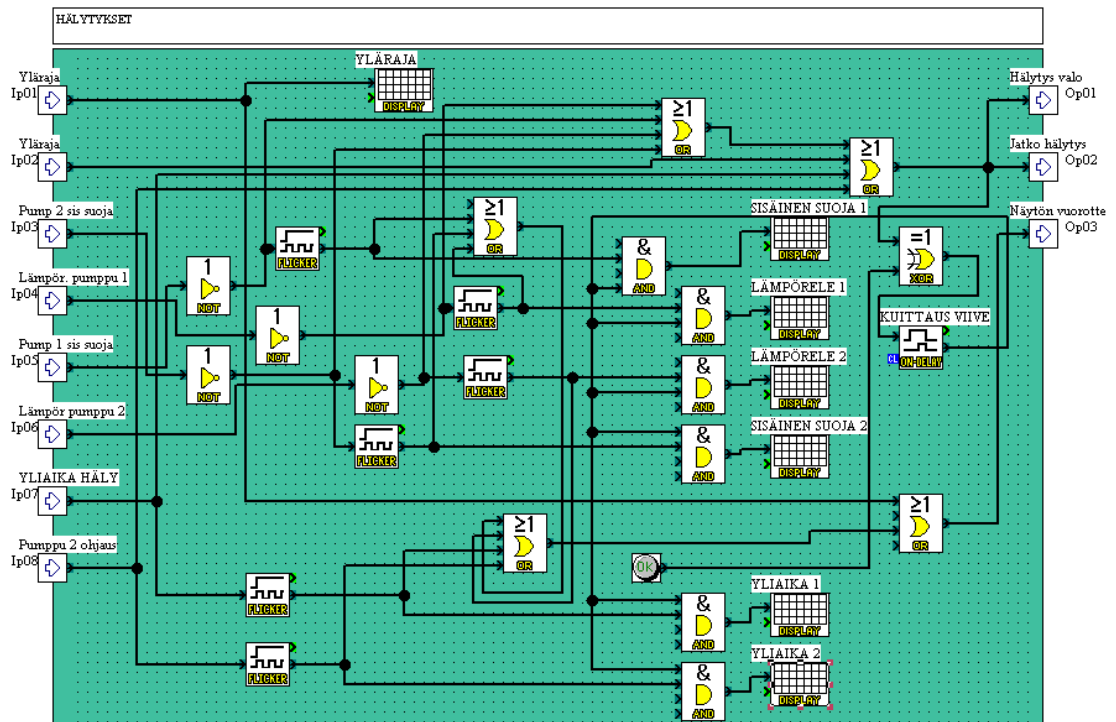 HÄLYTYKSET
Yläraja
Ip01
YLÄRAJA
DISPLAY
Hälytys valo
Op01
≥1
OR
Yläraja
Ip02
≥1
OR
Jatko hälytys
Op02
Pump 2 sis suoja
Ip03
≥1
OR
FLICKER
SISÄINEN SUOJA 1
DISPLAY
&
AND
=1
XOR
Näytön vuorotte
Op03
Lämpör. pumppu 1
Ip04
1
NOT
1
NOT
FLICKER
&
AND
LÄMPÖRELE 1
DISPLAY
KUITTAUS VIIVE
CL
ON-DELAY
Pump 1 sis suoja
Ip05
1
NOT
1
NOT
FLICKER
&
AND
LÄMPÖRELE 2
DISPLAY
Lämpör pumppu 2
Ip06
FLICKER
&
AND
SISÄINEN SUOJA 2
DISPLAY
YLIAIKA HÄLY
Ip07
≥1
OR
≥1
OR
Pumppu 2 ohjaus
Ip08
Ok
FLICKER
&
AND
YLIAIKA 1
DISPLAY
FLICKER
&
AND
YLIAIKA 2
DISPLAY